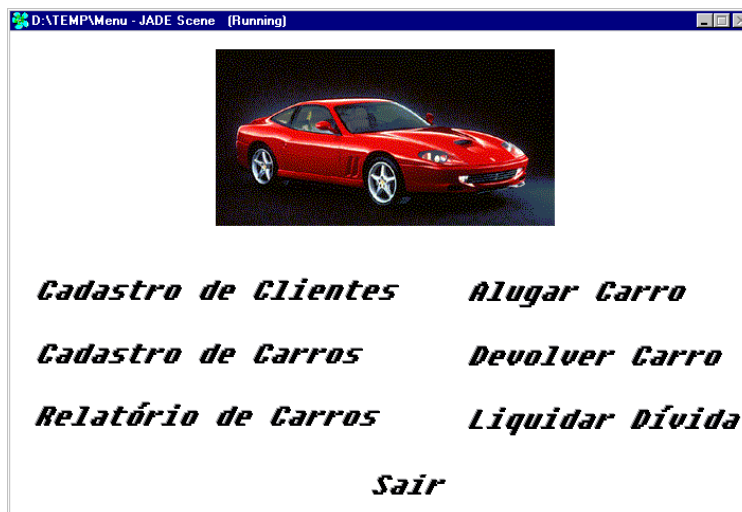 D:\TEMP\Menu - JADE Scene (Running)
Cadastro de Clientes
Alugar Carro
Cadastro de Carros
Devolver Carro
Relatório de Carros
Liquidar Dívida
Sair